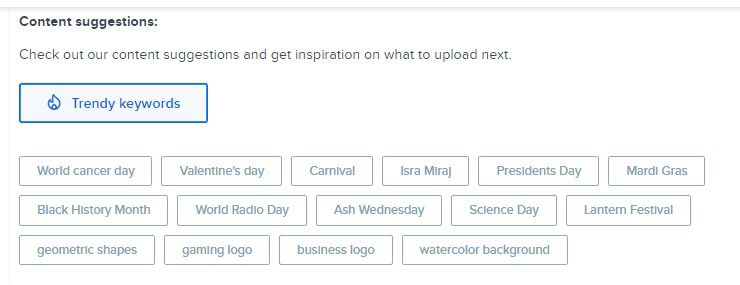 Content suggestions:
Check out our content suggestions and get inspiration on what to upload next.
Trendy keywords
World cancer day Valentine's day Carnival Isra Miraj Presidents Day Mardi Gras
Black History Month World Radio Day Ash Wednesday Science Day Lantern Festival
geometric shapes gaming logo business logo watercolor background